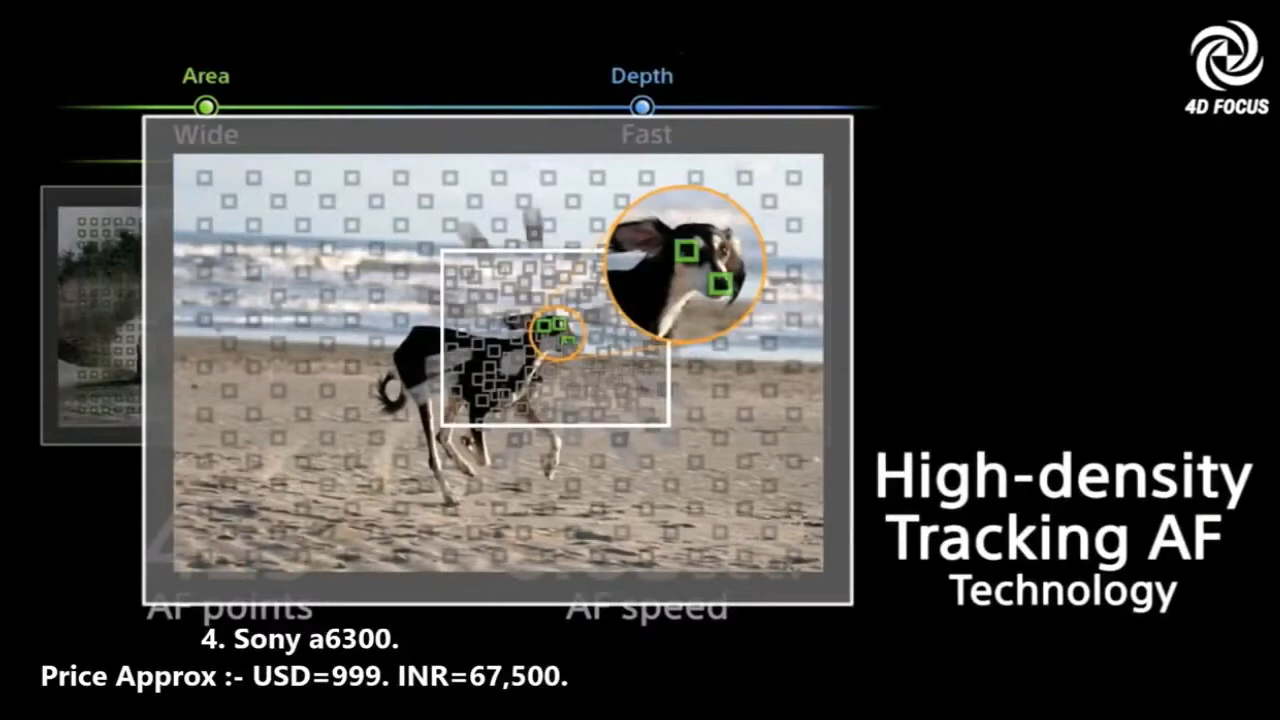 Area
Depth
4D FOCUS
Wide
Fast
High-density
Tracking AF
Technology
425
AF points
AF speed
4. Sony a6300.
Price Approx :- USD=999. INR=67,500.